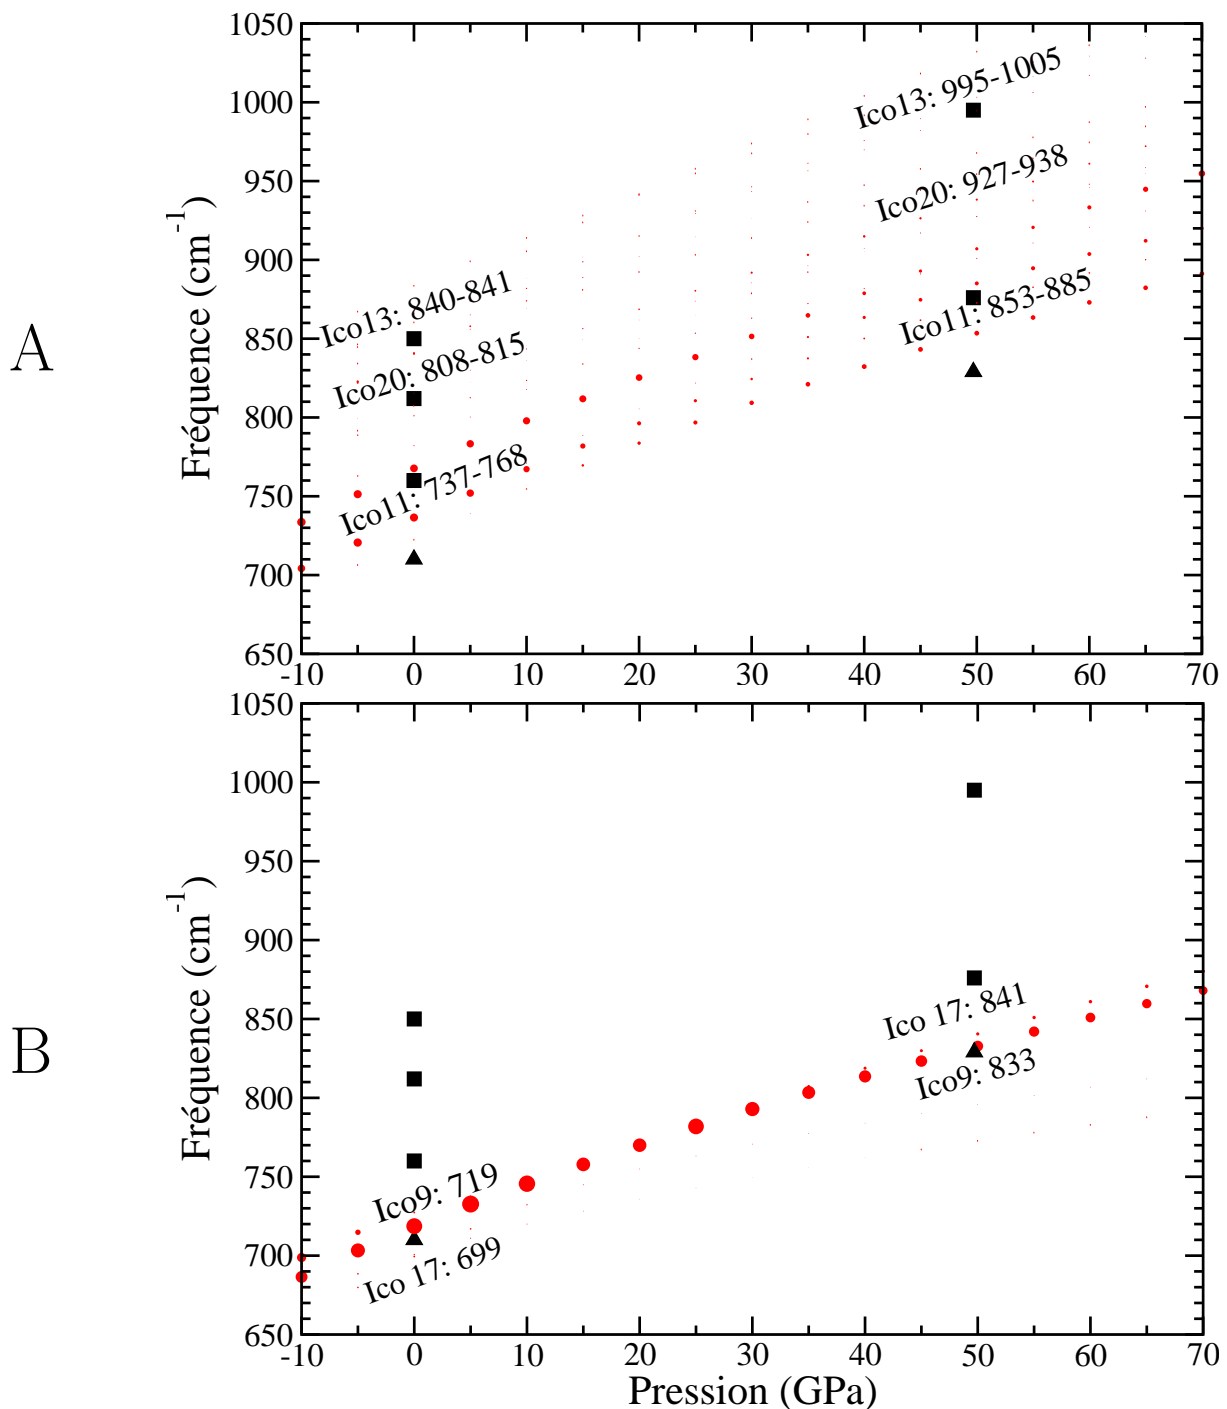 A
Fréquence (cm⁻¹)
1050
1000
950
900
850
800
750
700
650
Ico13: 995-1005
Ico20: 927-938
Ico11: 853-885
Ico13: 840-841
Ico20: 808-815
Ico11: 737-768
-10 0 10 20 30 40 50 60 70
B
Fréquence (cm⁻¹)
1050
1000
950
900
850
800
750
700
650
Ico 17: 841
Ico9: 833
Ico9: 719
Ico 17: 699
-10 0 10 20 30 40 50 60 70
Pression (GPa)